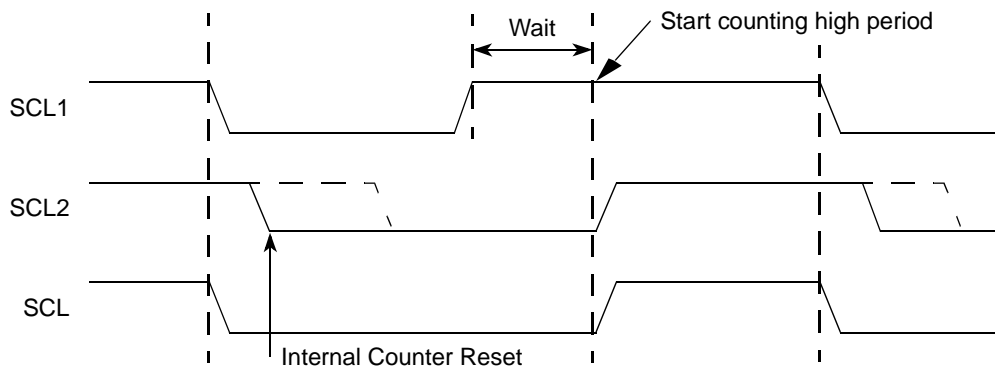 Wait
Start counting high period
SCL1
SCL2
SCL
Internal Counter Reset